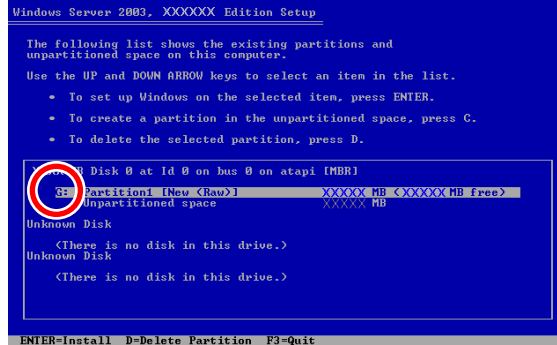 Windows Server 2003, XXXXXX Edition Setup
The following list shows the existing partitions and
unpartitioned space on this computer.
Use the UP and DOWN ARROW keys to select an item in the list.
• To set up Windows on the selected item, press ENTER.
• To create a partition in the unpartitioned space, press C.
• To delete the selected partition, press D.
Disk 0 at Id 0 on bus 0 on atapi [MBR]
G: Partition1 [New (Raw)] XXXXX MB (XXXXX MB free)
Unpartitioned space XXXXX MB
Unknown Disk
(There is no disk in this drive.)
Unknown Disk
(There is no disk in this drive.)
ENTER=Install D=Delete Partition F3=Quit